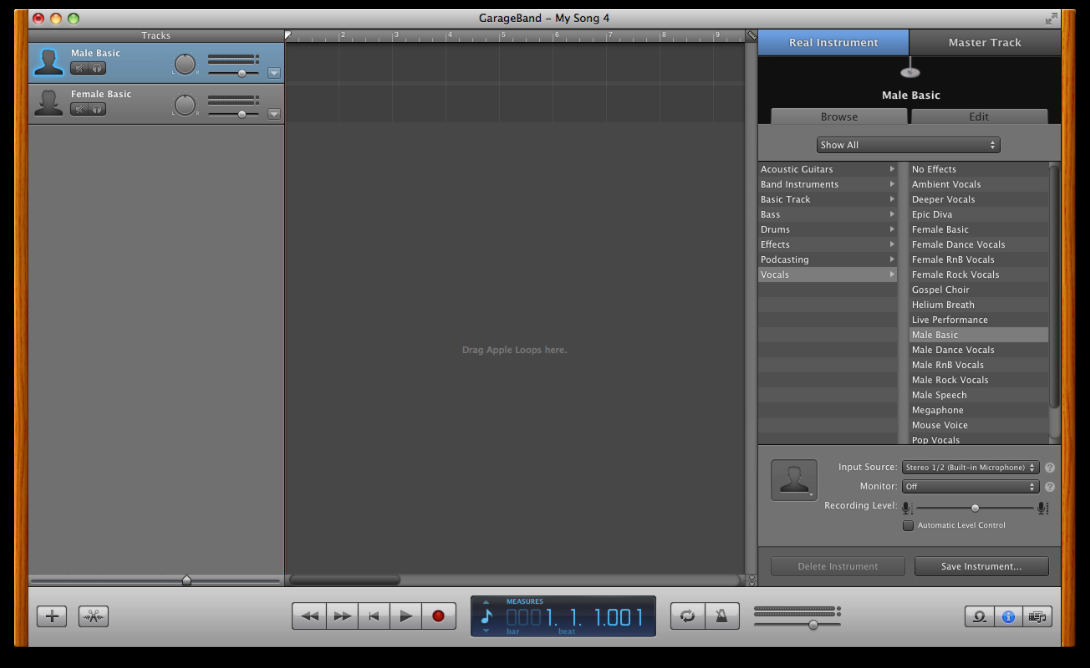 GarageBand – My Song 4
Tracks
2 3 4 5 6 7 8 9
Male Basic
L R
Female Basic
L R
Drag Apple Loops here.
Real Instrument Master Track
Male Basic
Browse Edit
Show All
Acoustic Guitars
Band Instruments
Basic Track
Bass
Drums
Effects
Podcasting
Vocals
No Effects
Ambient Vocals
Deeper Vocals
Epic Diva
Female Basic
Female Dance Vocals
Female RnB Vocals
Female Rock Vocals
Gospel Choir
Helium Breath
Live Performance
Male Basic
Male Dance Vocals
Male RnB Vocals
Male Rock Vocals
Male Speech
Megaphone
Mouse Voice
Pop Vocals
Input Source: Stereo 1/2 (Built-in Microphone) ?
Monitor: Off ?
Recording Level:
Automatic Level Control
Delete Instrument Save Instrument...
MEASURES
0001. 1. 1.001
bar beat